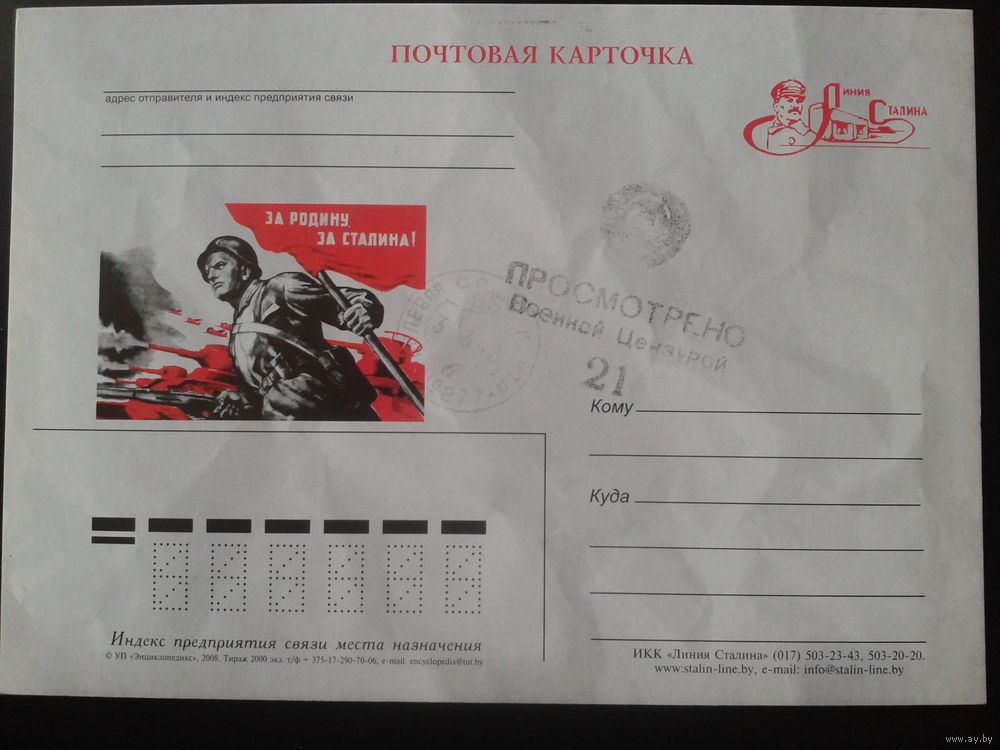 ПОЧТОВАЯ КАРТОЧКА
адрес отправителя и индекс предприятия связи
Линия
Сталина
ЗА РОДИНУ,
ЗА СТАЛИНА!
ПРОСМОТРЕНО
Военной Цензурой
21
Кому
Куда
Индекс предприятия связи места назначения
© УП «Энциклопедикс», 2008. Тираж 2000 экз. т/ф + 375-17-290-70-06, e-mail. encyclopedix@tut.by
ИКК «Линия Сталина» (017) 503-23-43, 503-20-20.
www:stalin-line.by, e-mail: info@stalin-line.by
www.ay.by